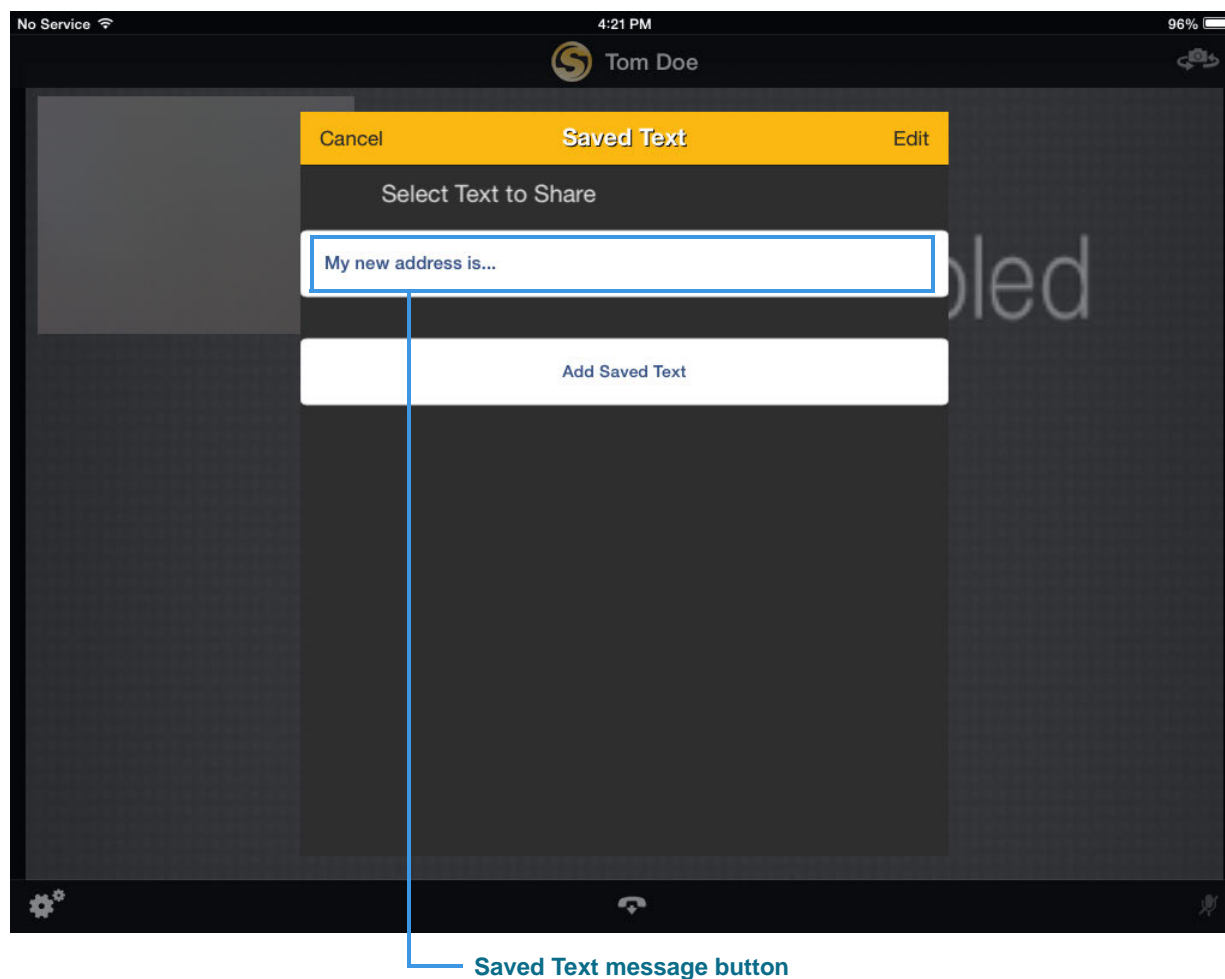 No Service 4:21 PM 96%
S Tom Doe
Cancel Saved Text Edit
Select Text to Share
My new address is...
bled
Add Saved Text
Saved Text message button